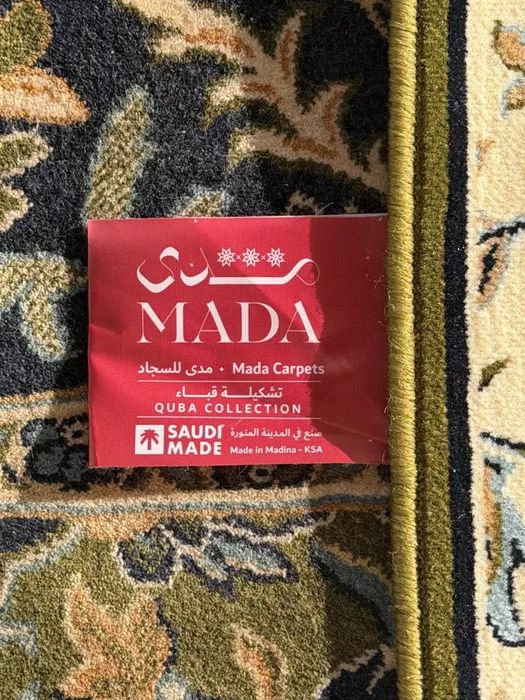 مدى
MADA
مدى للسجاد • Mada Carpets
تشكيلة قباء
QUBA COLLECTION
SAUDI MADE
صنع في المدينة المنورة
Made in Madina - KSA